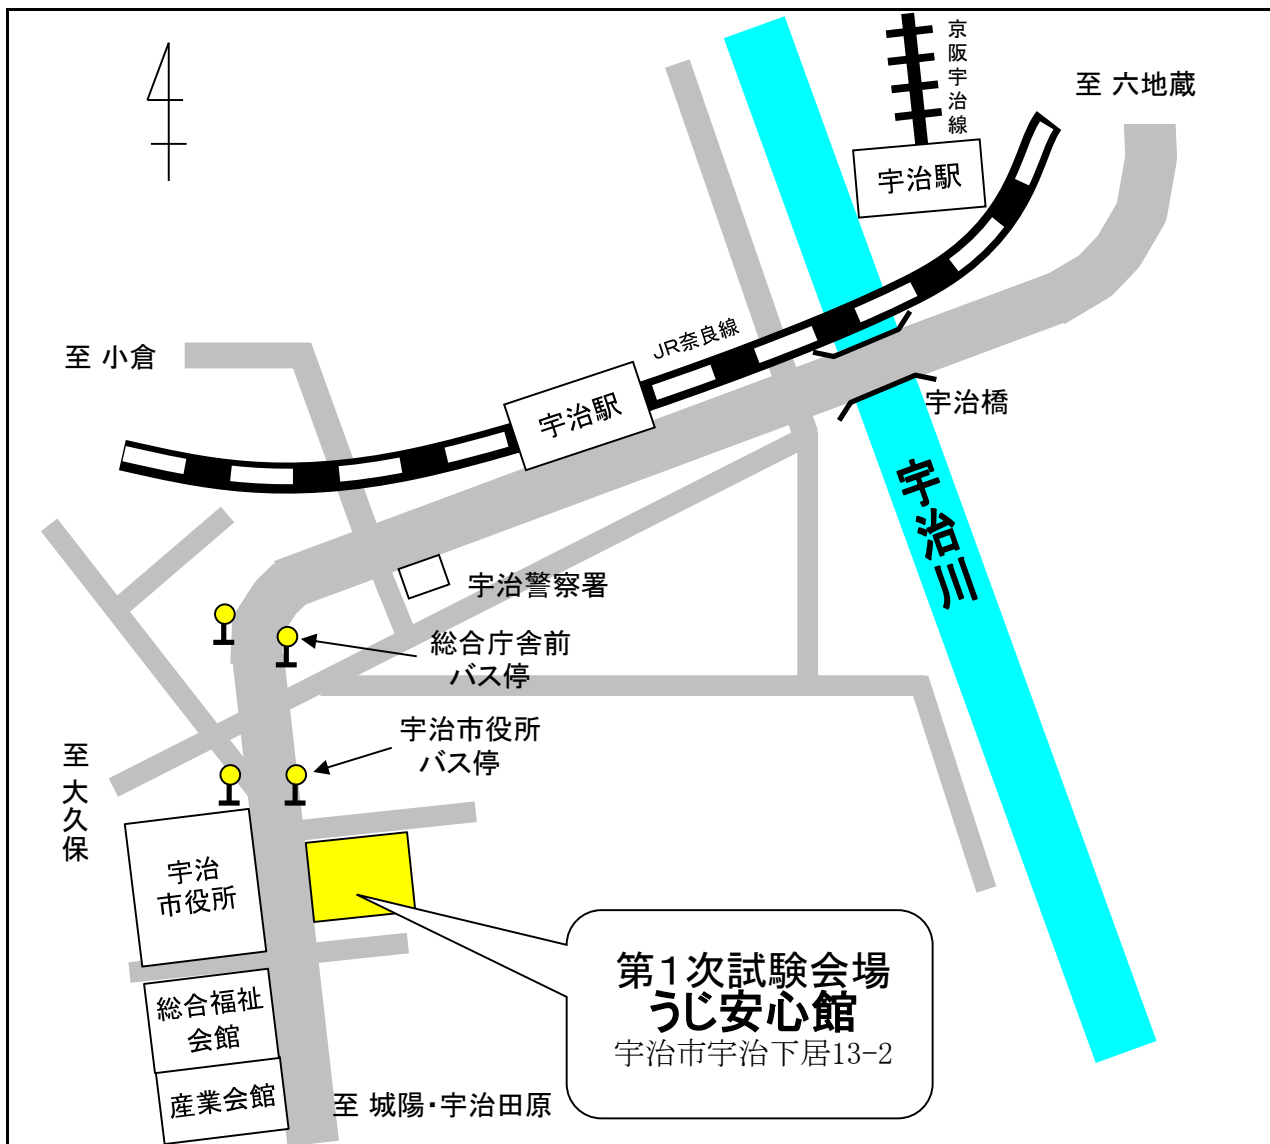 京阪宇治線
至 六地蔵
宇治駅
JR奈良線
至 小倉
宇治駅
宇治橋
宇治川
宇治警察署
総合庁舎前
バス停
宇治市役所
バス停
至 大久保
宇治
市役所
第1次試験会場
うじ安心館
宇治市宇治下居13-2
総合福祉
会館
産業会館
至 城陽・宇治田原